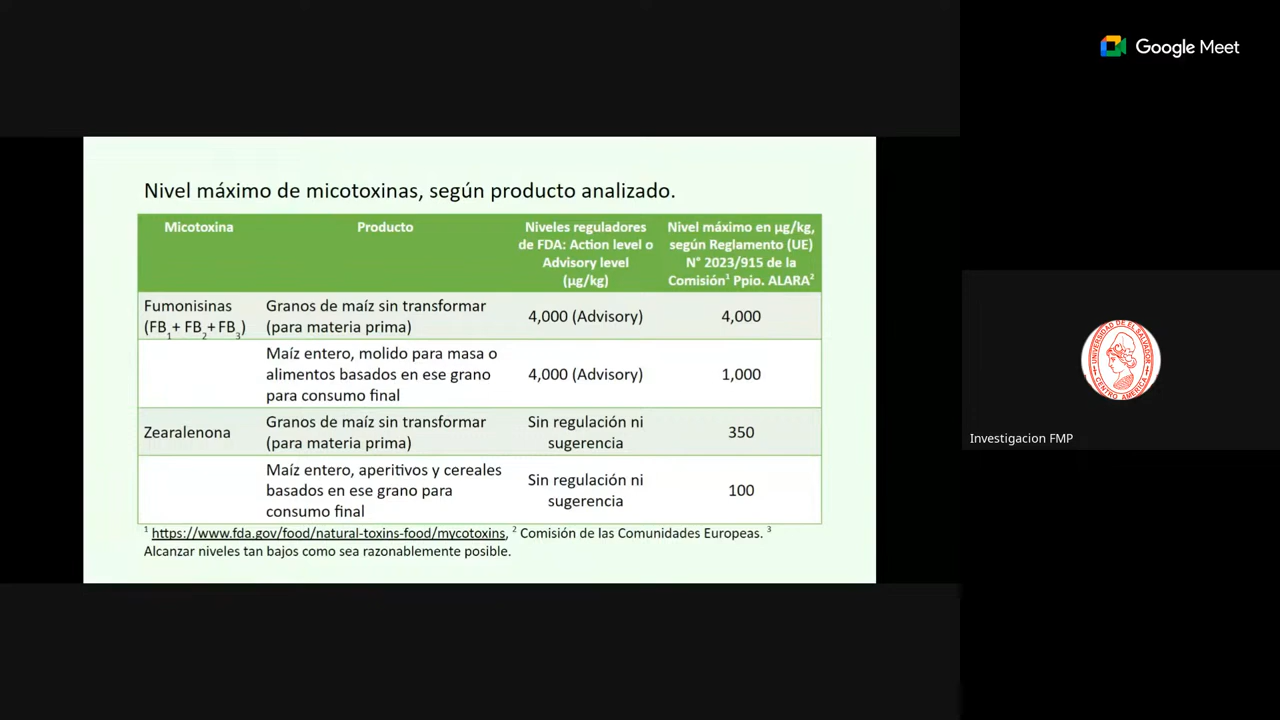 Google Meet
Nivel máximo de micotoxinas, según producto analizado.
Micotoxina
Producto
Niveles reguladores
de FDA: Action level o
Advisory level
(µg/kg)
Nivel máximo en µg/kg,
según Reglamento (UE)
N° 2023/915 de la
Comisión¹ Ppio. ALARA²
Fumonisinas
(FB₁+ FB₂+ FB₃)
Granos de maíz sin transformar
(para materia prima)
4,000 (Advisory)
4,000
Maíz entero, molido para masa o
alimentos basados en ese grano
para consumo final
4,000 (Advisory)
1,000
Zearalenona
Granos de maíz sin transformar
(para materia prima)
Sin regulación ni
sugerencia
350
Maíz entero, aperitivos y cereales
basados en ese grano para
consumo final
Sin regulación ni
sugerencia
100
¹ https://www.fda.gov/food/natural-toxins-food/mycotoxins, ² Comisión de las Comunidades Europeas. ³
Alcanzar niveles tan bajos como sea razonablemente posible.
UNIVERSIDAD DE EL SALVADOR
CENTRO AMERICA
Investigacion FMP